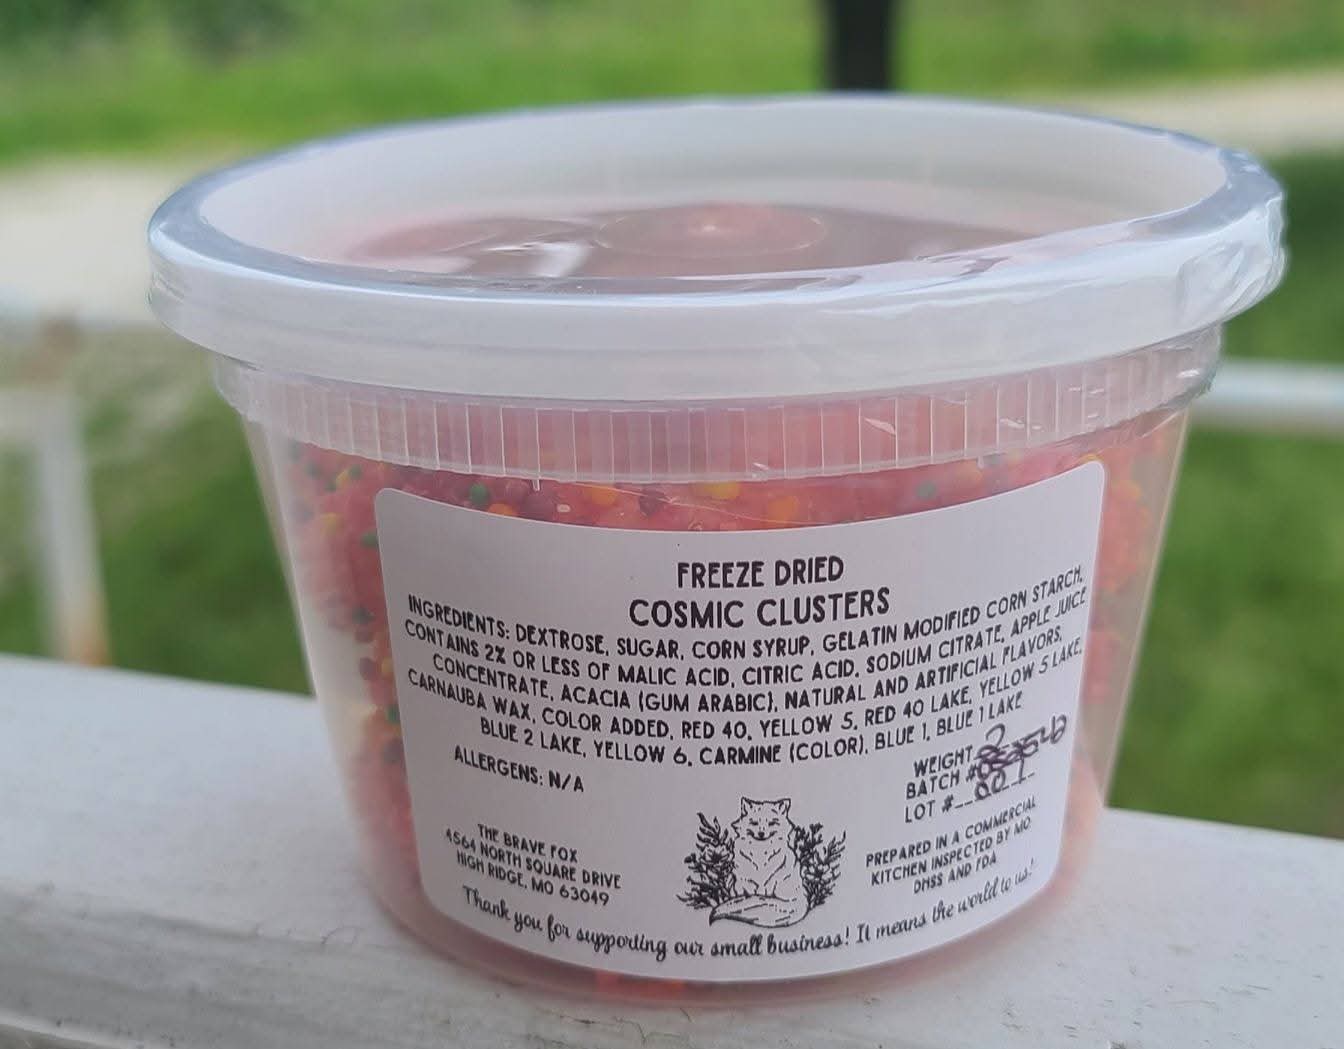 FREEZE DRIED
COSMIC CLUSTERS
INGREDIENTS: DEXTROSE, SUGAR, CORN SYRUP, GELATIN MODIFIED CORN STARCH,
CONTAINS 2% OR LESS OF MALIC ACID, CITRIC ACID, SODIUM CITRATE, APPLE JUICE
CONCENTRATE, ACACIA (GUM ARABIC), NATURAL AND ARTIFICIAL FLAVORS,
CARNAUBA WAX, COLOR ADDED, RED 40, YELLOW 5, RED 40 LAKE, YELLOW 5 LAKE,
BLUE 2 LAKE, YELLOW 6, CARMINE (COLOR), BLUE 1, BLUE 1 LAKE
ALLERGENS: N/A
WEIGHT
BATCH #
LOT # 001
THE BRAVE FOX
4564 NORTH SQUARE DRIVE
HIGH RIDGE, MO 63049
PREPARED IN A COMMERCIAL
KITCHEN INSPECTED BY MO
DHSS AND FDA
Thank you for supporting our small business! It means the world to us!